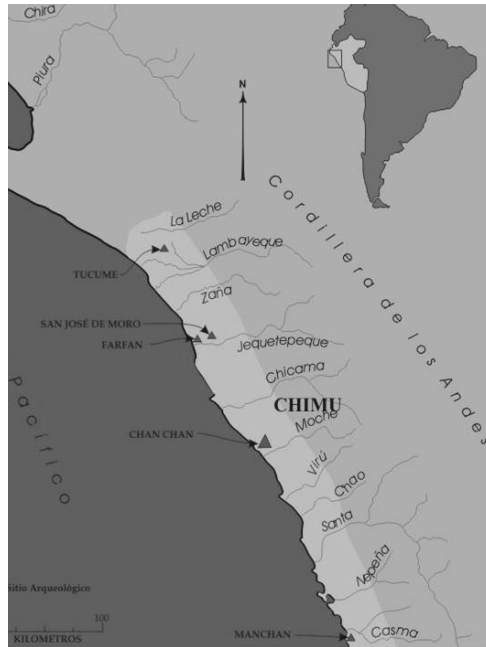 Chira
Piura
N
Cordillera de los Andes
La Leche
Lambayeque
TUCUME
Zaña
SAN JOSÉ DE MORO
FARFAN
Jequetepeque
Chicama
CHIMU
Moche
CHAN CHAN
Virú
Chao
Santa
Pacifico
Nepeña
Sitio Arqueológico
100
KILOMETROS
MANCHAN
Casma